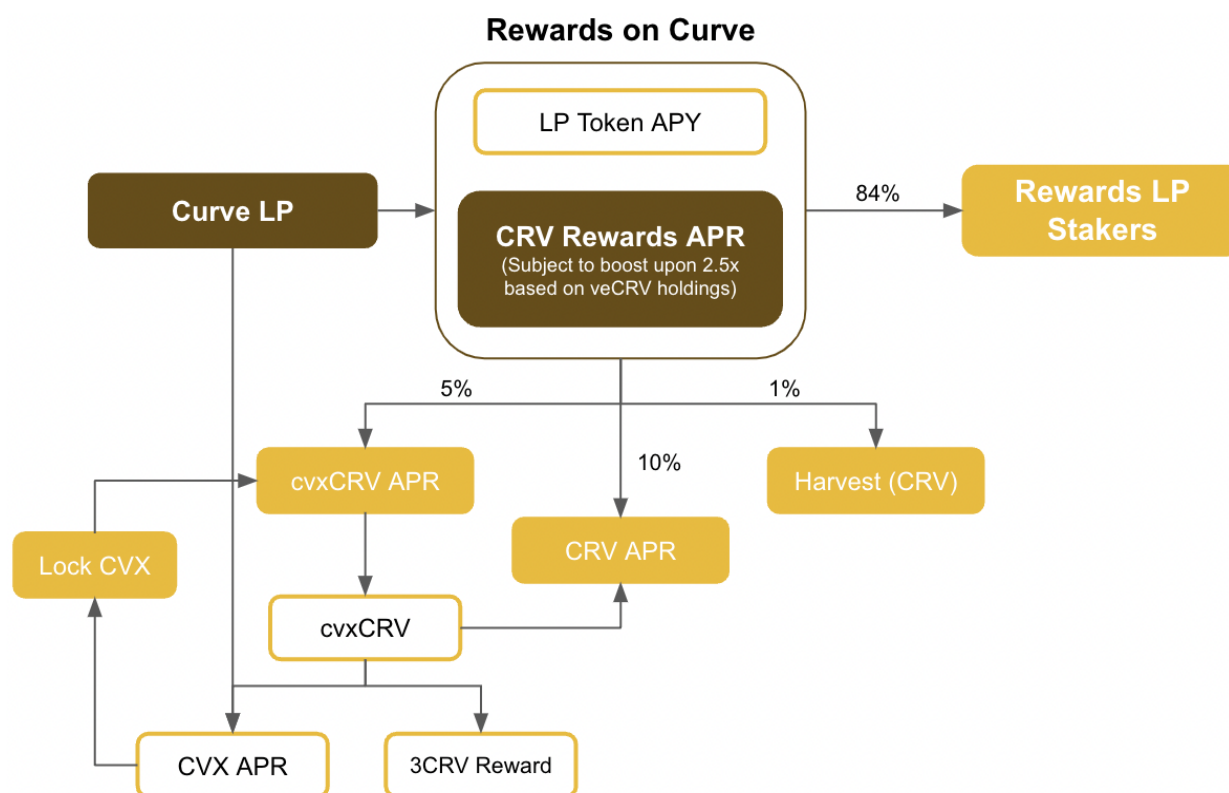 Rewards on Curve
LP Token APY
Curve LP
84%
Rewards LP
Stakers
CRV Rewards APR
(Subject to boost upon 2.5x
based on veCRV holdings)
5%
1%
10%
cvxCRV APR
Harvest (CRV)
Lock CVX
CRV APR
cvxCRV
CVX APR
3CRV Reward